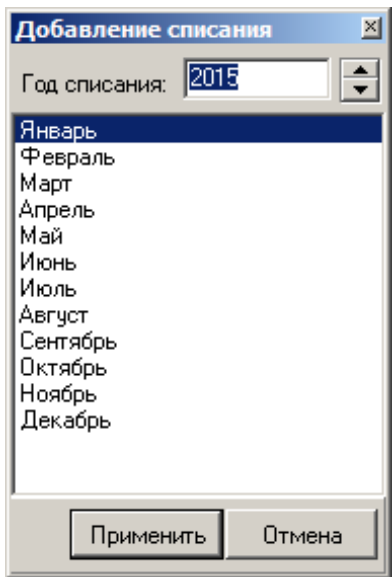 Добавление списания
Год списания: 2015
Январь
Февраль
Март
Апрель
Май
Июнь
Июль
Август
Сентябрь
Октябрь
Ноябрь
Декабрь
Применить Отмена